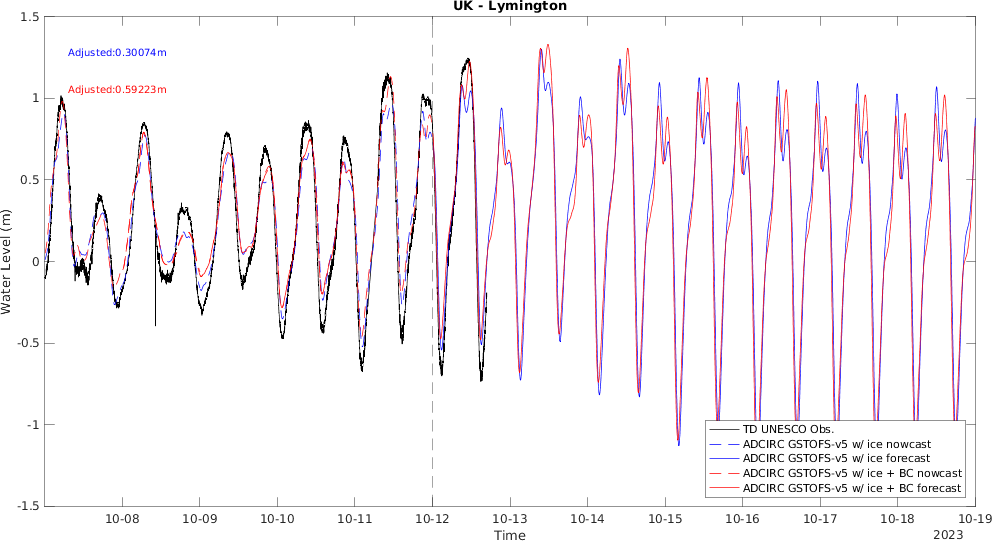 UK - Lymington
1.5
1
0.5
0
-0.5
-1
-1.5
Water Level (m)
Adjusted:0.30074m
Adjusted:0.59223m
TD UNESCO Obs.
ADCIRC GSTOFS-v5 w/ ice nowcast
ADCIRC GSTOFS-v5 w/ ice forecast
ADCIRC GSTOFS-v5 w/ ice + BC nowcast
ADCIRC GSTOFS-v5 w/ ice + BC forecast
10-08 10-09 10-10 10-11 10-12 10-13 10-14 10-15 10-16 10-17 10-18 10-19
Time
2023